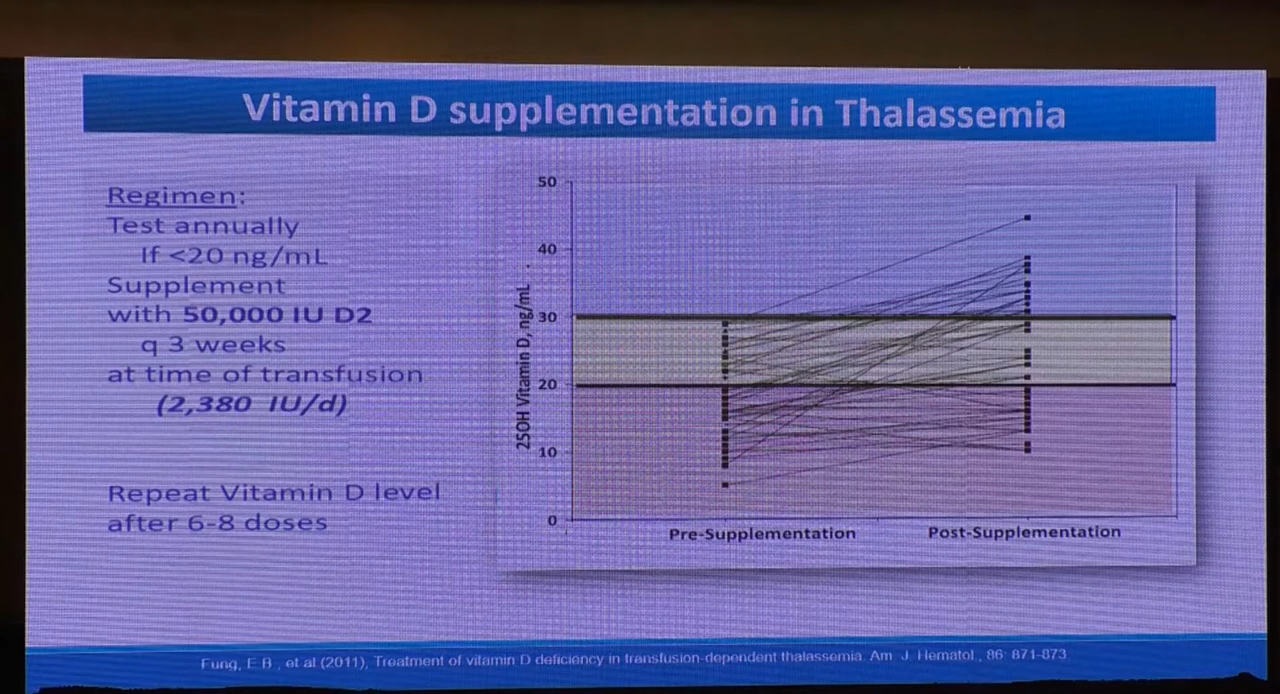 Vitamin D supplementation in Thalassemia
Regimen:
Test annually
If <20 ng/mL
Supplement
with 50,000 IU D2
q 3 weeks
at time of transfusion
(2,380 IU/d)
Repeat Vitamin D level
after 6-8 doses
25OH Vitamin D, ng/mL .
50
40
30
20
10
0
Pre-Supplementation
Post-Supplementation
Fung, E.B., et al (2011), Treatment of vitamin D deficiency in transfusion-dependent thalassemia. Am. J. Hematol., 86: 871-873